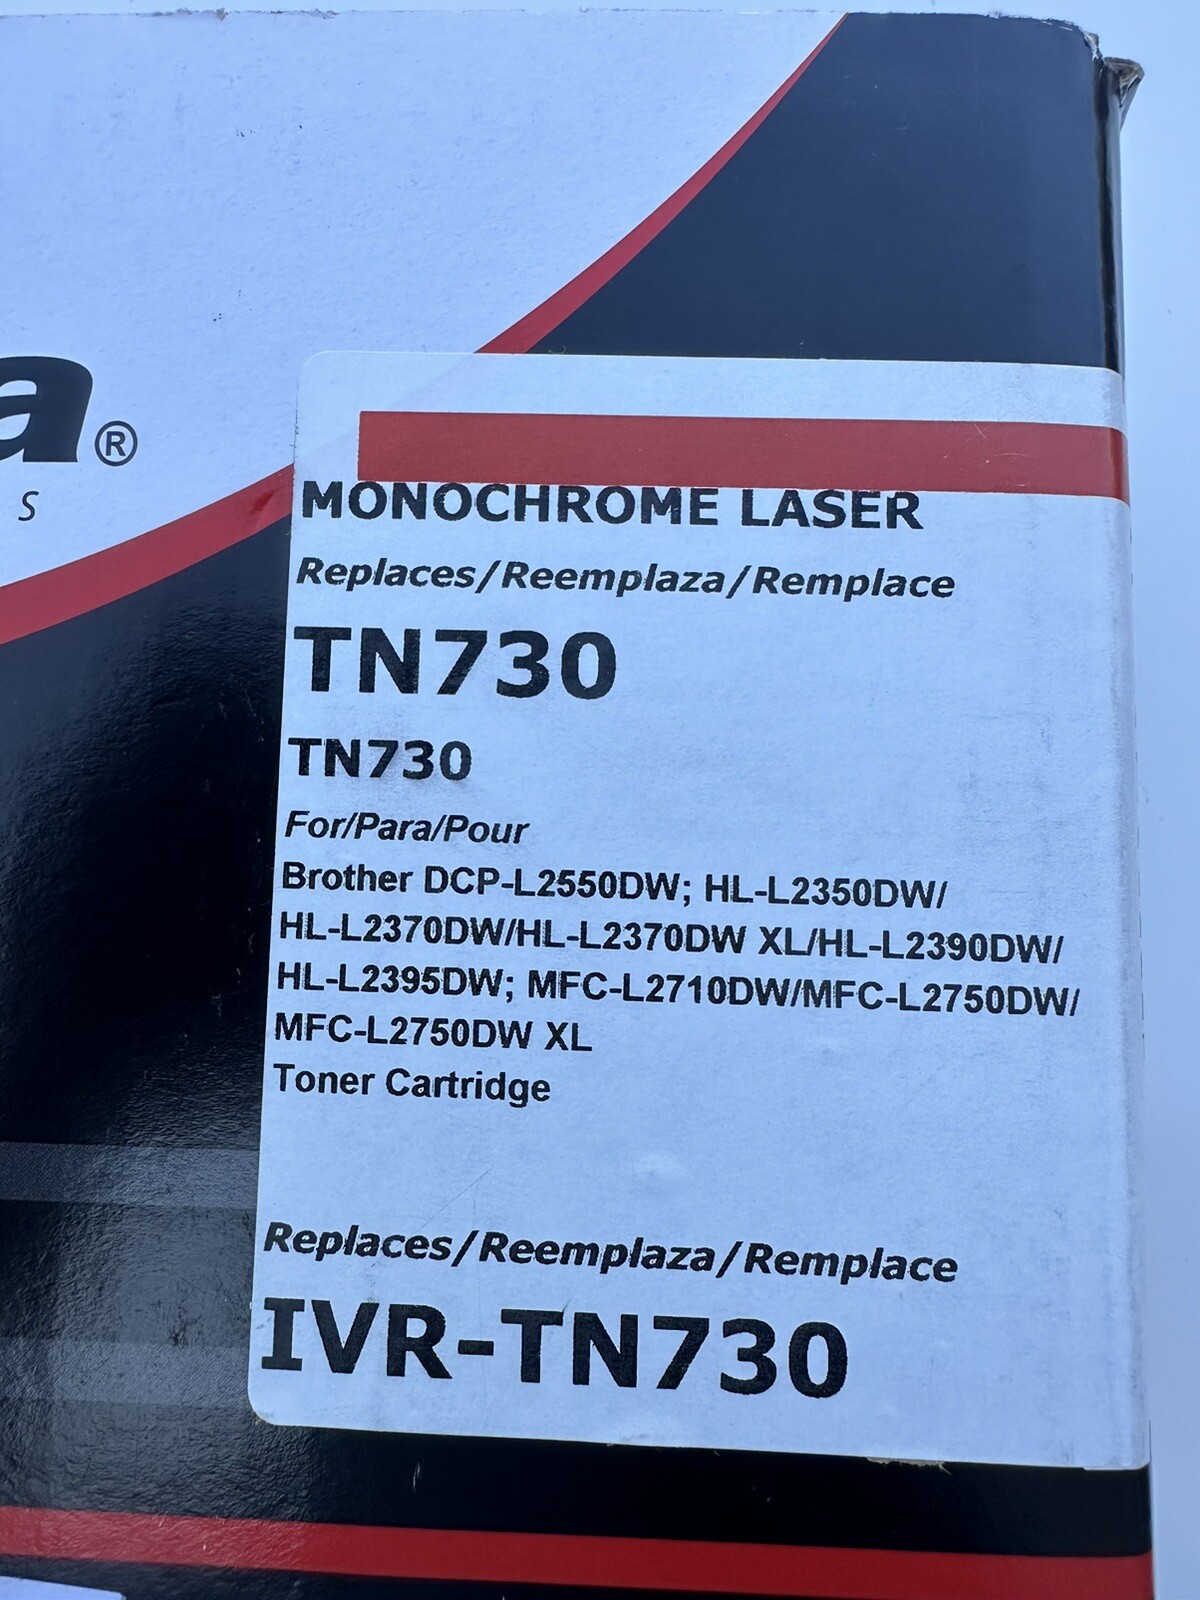 a®
S
MONOCHROME LASER
Replaces/Reemplaza/Remplace
TN730
TN730
For/Para/Pour
Brother DCP-L2550DW; HL-L2350DW/
HL-L2370DW/HL-L2370DW XL/HL-L2390DW/
HL-L2395DW; MFC-L2710DW/MFC-L2750DW/
MFC-L2750DW XL
Toner Cartridge
Replaces/Reemplaza/Remplace
IVR-TN730